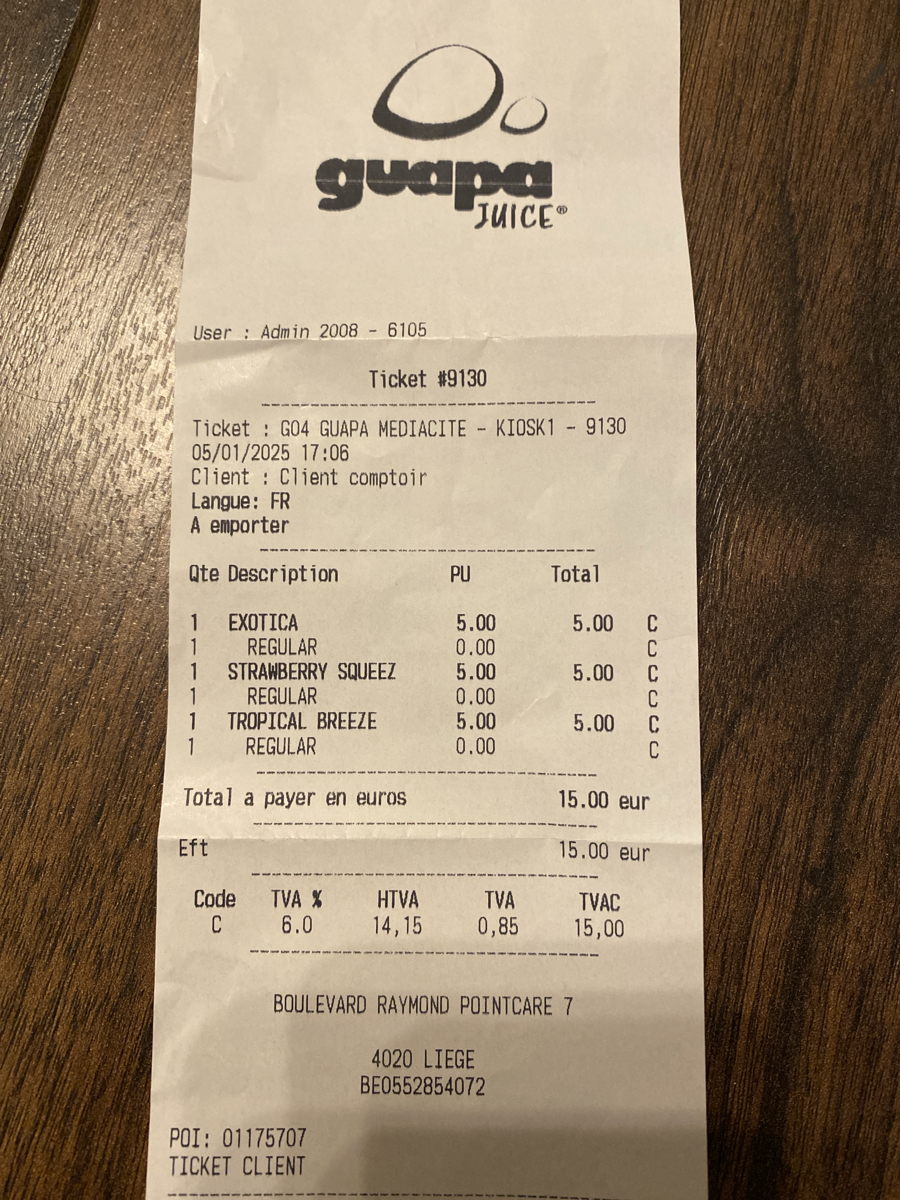 guapa
JUICE®
User : Admin 2008 - 6105
Ticket #9130
Ticket : GO4 GUAPA MEDIACITE - KIOSK1 - 9130
05/01/2025 17:06
Client : Client comptoir
Langue: FR
A emporter
Qte Description PU Total
1 EXOTICA 5.00 5.00 C
1 REGULAR 0.00 C
1 STRAWBERRY SQUEEZ 5.00 5.00 C
1 REGULAR 0.00 C
1 TROPICAL BREEZE 5.00 5.00 C
1 REGULAR 0.00 C
Total a payer en euros 15.00 eur
Eft 15.00 eur
Code TVA % HTVA TVA TVAC
C 6.0 14,15 0,85 15,00
BOULEVARD RAYMOND POINTCARE 7
4020 LIEGE
BE0552854072
POI: 01175707
TICKET CLIENT